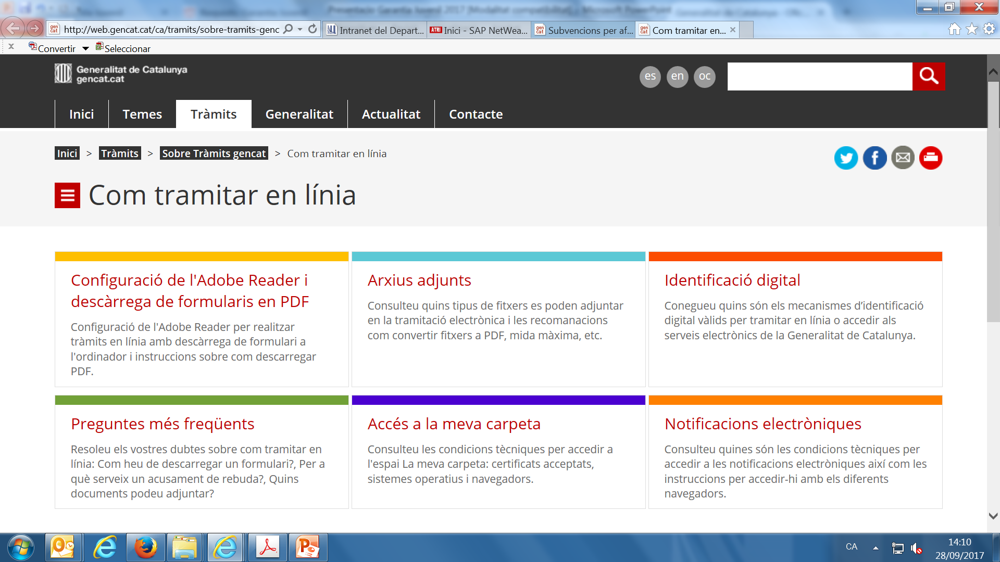 Presentació Garantia Juvenil 2017 [Modalitat compatibilitat] - Microsoft PowerPoint
http://web.gencat.cat/ca/tramits/sobre-tramits-genc
Intranet del Depart...
ATRI Inici - SAP NetWea...
gen cat Subvencions per af...
gen cat Com tramitar en...
Convertir
Seleccionar
Generalitat de Catalunya
gencat.cat
es en oc
Inici Temes Tràmits Generalitat Actualitat Contacte
Inici > Tràmits > Sobre Tràmits gencat > Com tramitar en línia
Com tramitar en línia
Configuració de l'Adobe Reader i
descàrrega de formularis en PDF
Configuració de l'Adobe Reader per realitzar
tràmits en línia amb descàrrega de formulari a
l'ordinador i instruccions sobre com descarregar
PDF.
Arxius adjunts
Consulteu quins tipus de fitxers es poden adjuntar
en la tramitació electrònica i les recomanacions
com convertir fitxers a PDF, mida màxima, etc.
Identificació digital
Conegueu quins són els mecanismes d’identificació
digital vàlids per tramitar en línia o accedir als
serveis electrònics de la Generalitat de Catalunya.
Preguntes més freqüents
Resoleu els vostres dubtes sobre com tramitar en
línia: Com heu de descarregar un formulari?, Per a
què serveix un acusament de rebuda?, Quins
documents podeu adjuntar?
Accés a la meva carpeta
Consulteu les condicions tècniques per accedir a
l'espai La meva carpeta: certificats acceptats,
sistemes operatius i navegadors.
Notificacions electròniques
Consulteu quines són les condicions tècniques per
accedir a les notificacions electròniques així com les
instruccions per accedir-hi amb els diferents
navegadors.
CA
14:10
28/09/2017